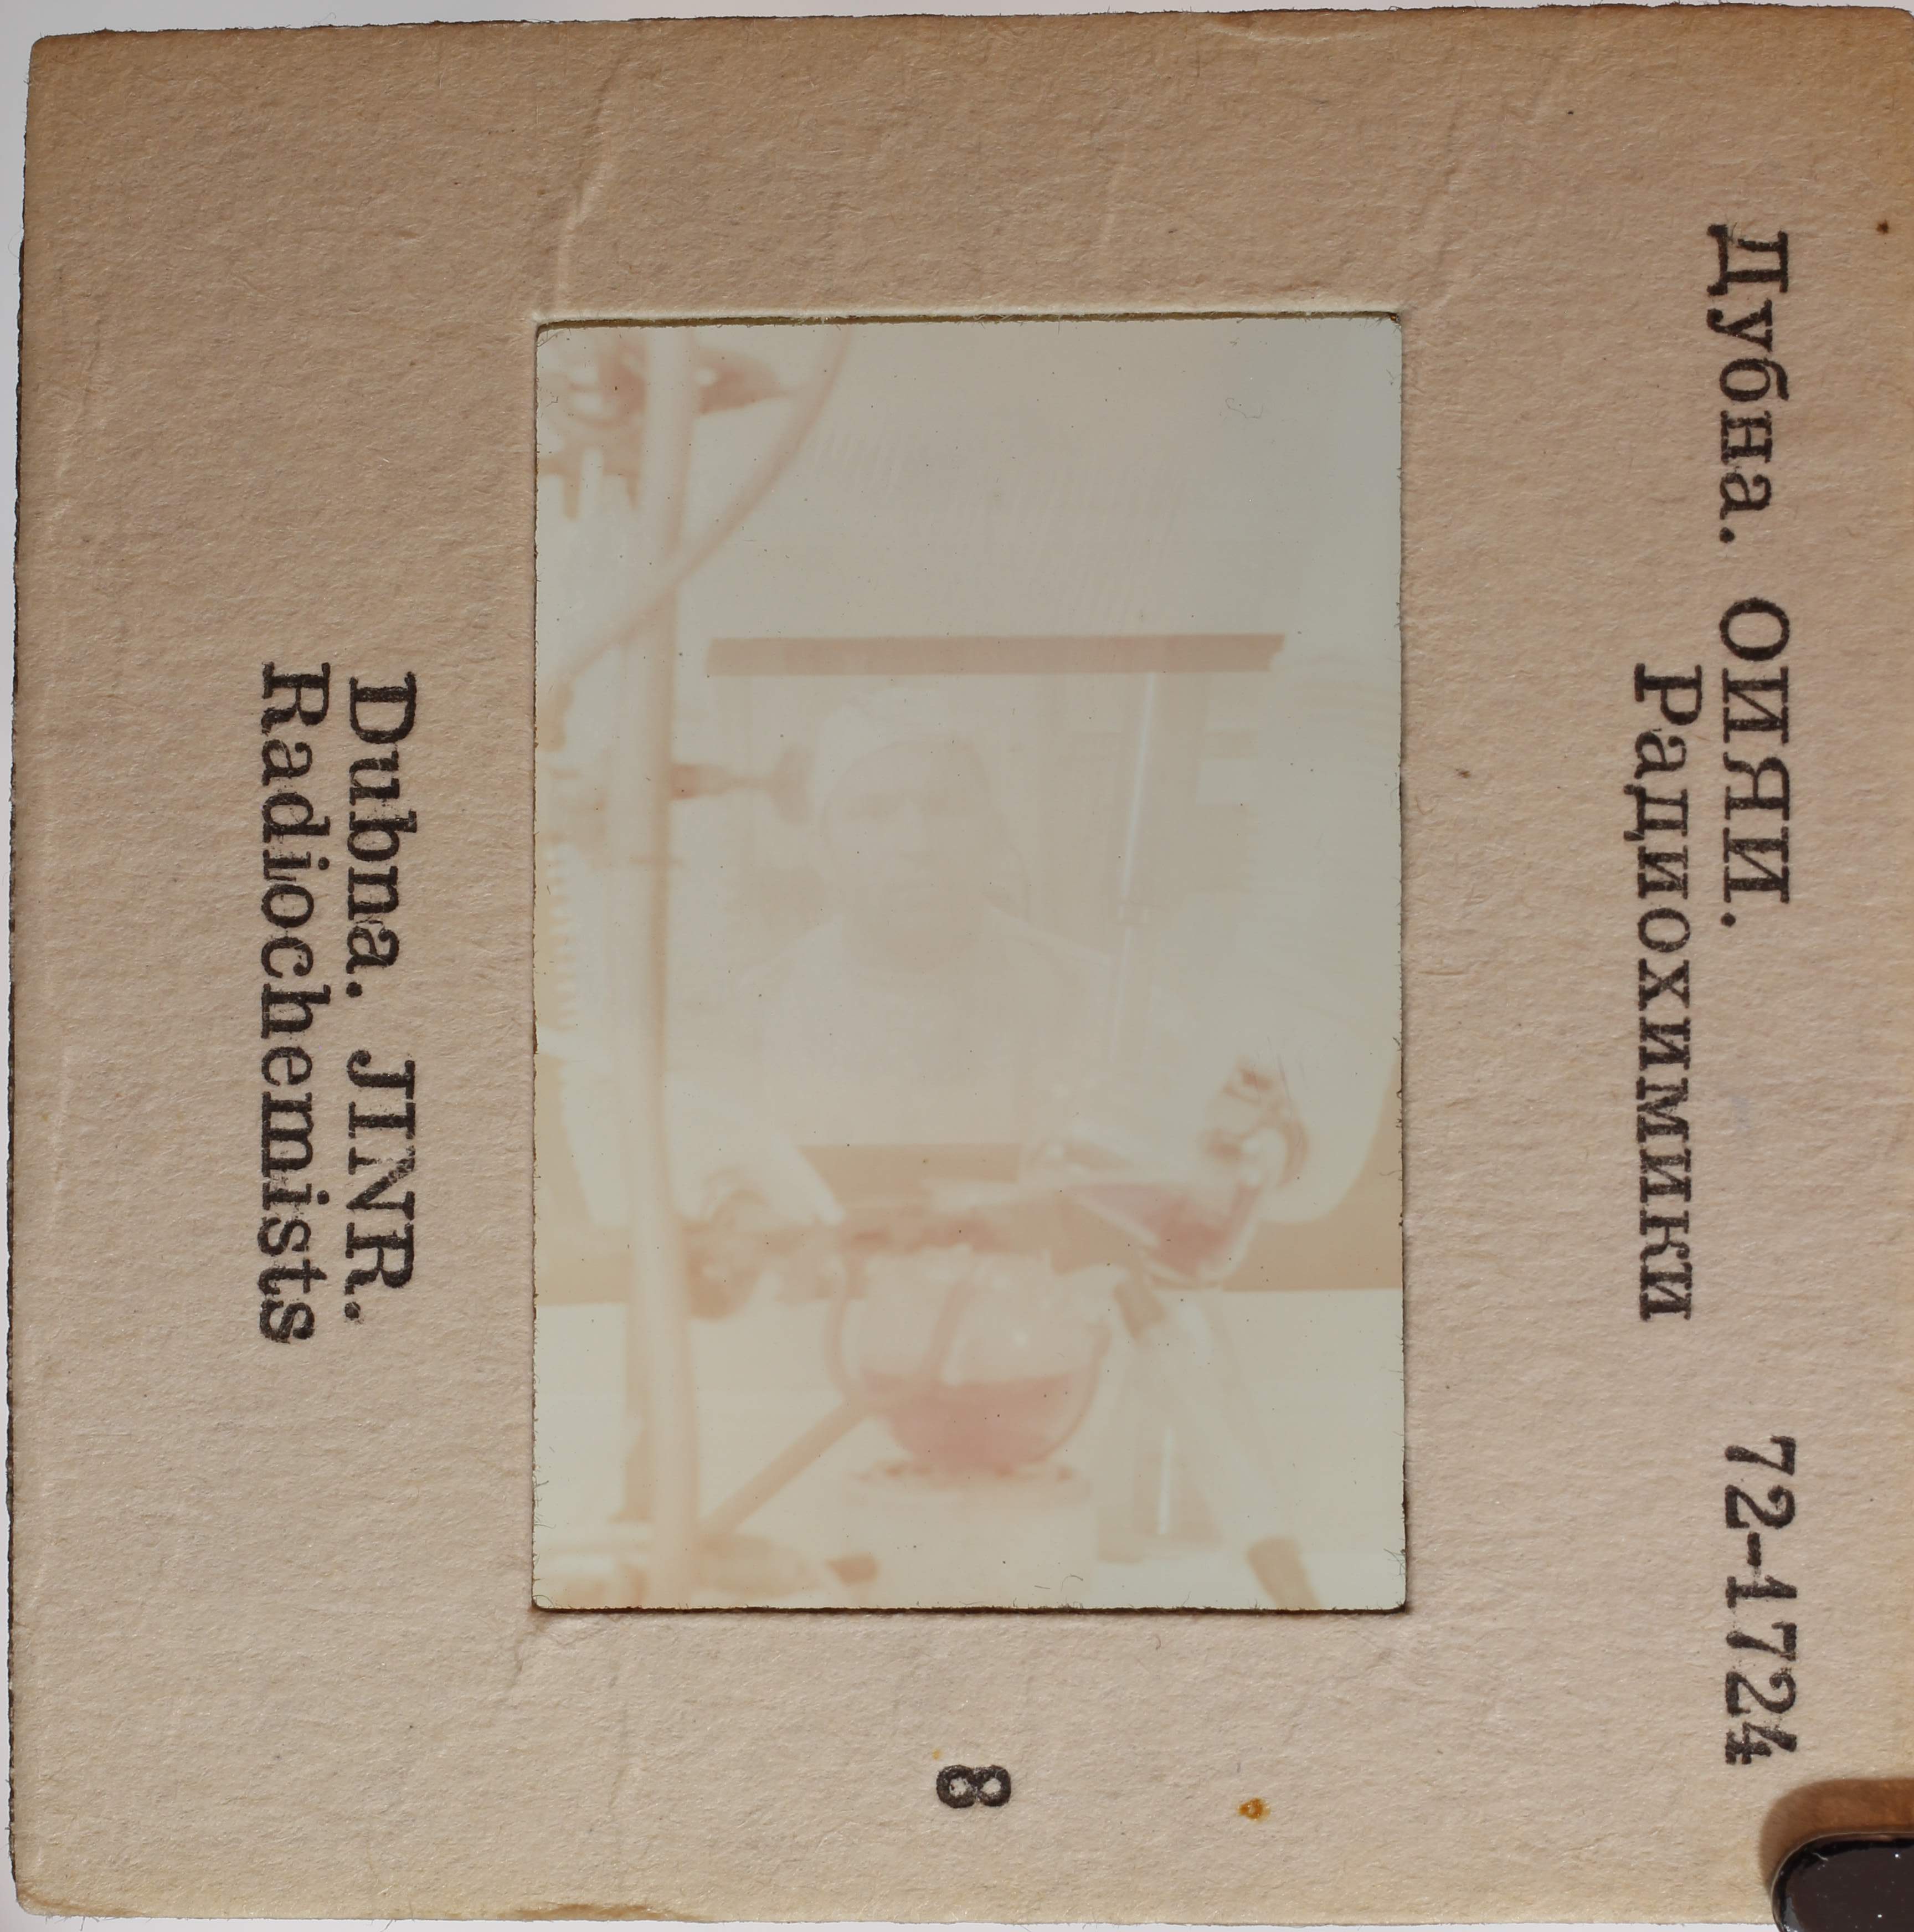 Дубна. ОИЯИ. 72-1724
Радиохимики
Dubna. JINR.
Radiochemists
8